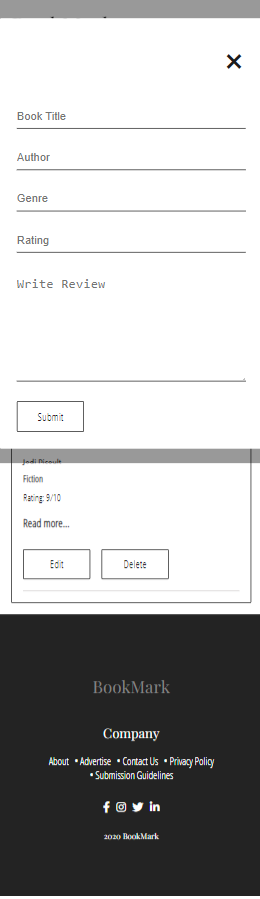 Book Title
Author
Genre
Rating
Write Review
Submit
Jodi Picoult
Fiction
Rating: 9/10
Read more...
Edit Delete
BookMark
Company
About • Advertise • Contact Us • Privacy Policy
• Submission Guidelines
2020 BookMark